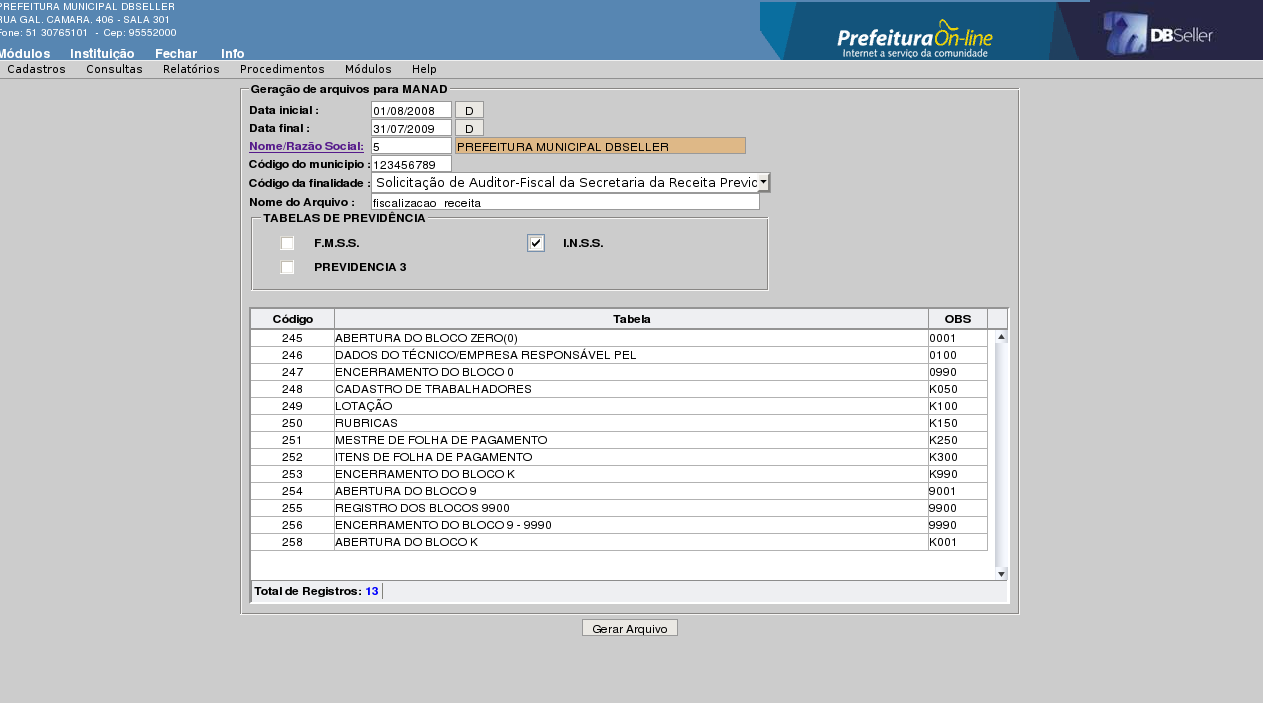 PREFEITURA MUNICIPAL DBSELLER
RUA GAL. CAMARA. 406 - SALA 301
Fone: 51 30765101 - Cep: 95552000
Módulos Instituição Fechar Info
Prefeitura On-line
Internet a serviço da comunidade
DBSeller
Cadastros Consultas Relatórios Procedimentos Módulos Help
Geração de arquivos para MANAD
Data inicial : 01/08/2008 D
Data final : 31/07/2009 D
Nome/Razão Social: 5 PREFEITURA MUNICIPAL DBSELLER
Código do municipio : 123456789
Código da finalidade : Solicitação de Auditor-Fiscal da Secretaria da Receita Previc
Nome do Arquivo : fiscalizacao_receita
TABELAS DE PREVIDÊNCIA
F.M.S.S. I.N.S.S.
PREVIDENCIA 3
Código Tabela OBS
245 ABERTURA DO BLOCO ZERO(0) 0001
246 DADOS DO TÉCNICO/EMPRESA RESPONSÁVEL PEL 0100
247 ENCERRAMENTO DO BLOCO 0 0990
248 CADASTRO DE TRABALHADORES K050
249 LOTAÇÃO K100
250 RUBRICAS K150
251 MESTRE DE FOLHA DE PAGAMENTO K250
252 ITENS DE FOLHA DE PAGAMENTO K300
253 ENCERRAMENTO DO BLOCO K K990
254 ABERTURA DO BLOCO 9 9001
255 REGISTRO DOS BLOCOS 9900 9900
256 ENCERRAMENTO DO BLOCO 9 - 9990 9990
258 ABERTURA DO BLOCO K K001
Total de Registros: 13
Gerar Arquivo